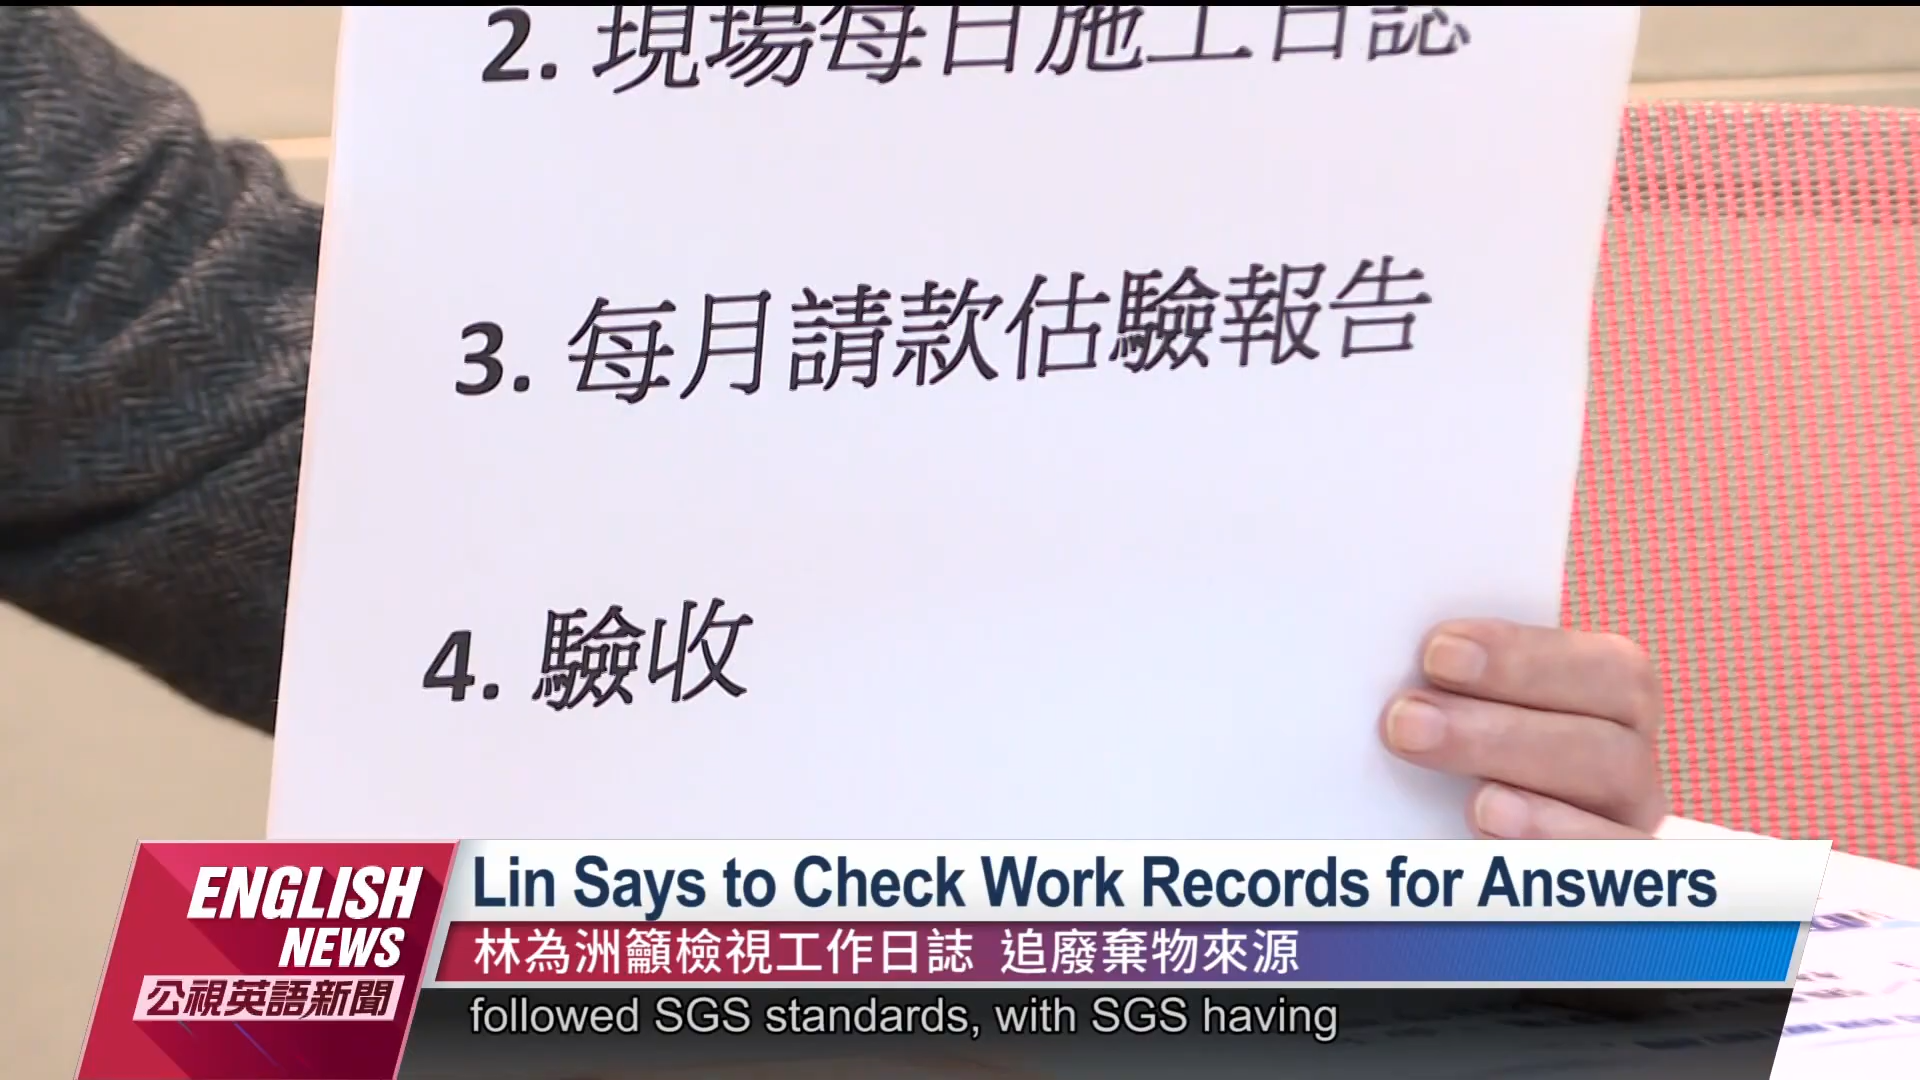 2. 現場每日施工日誌
3. 每月請款估驗報告
4. 驗收
ENGLISH
NEWS
公視英語新聞
Lin Says to Check Work Records for Answers
林為洲籲檢視工作日誌 追廢棄物來源
followed SGS standards, with SGS having